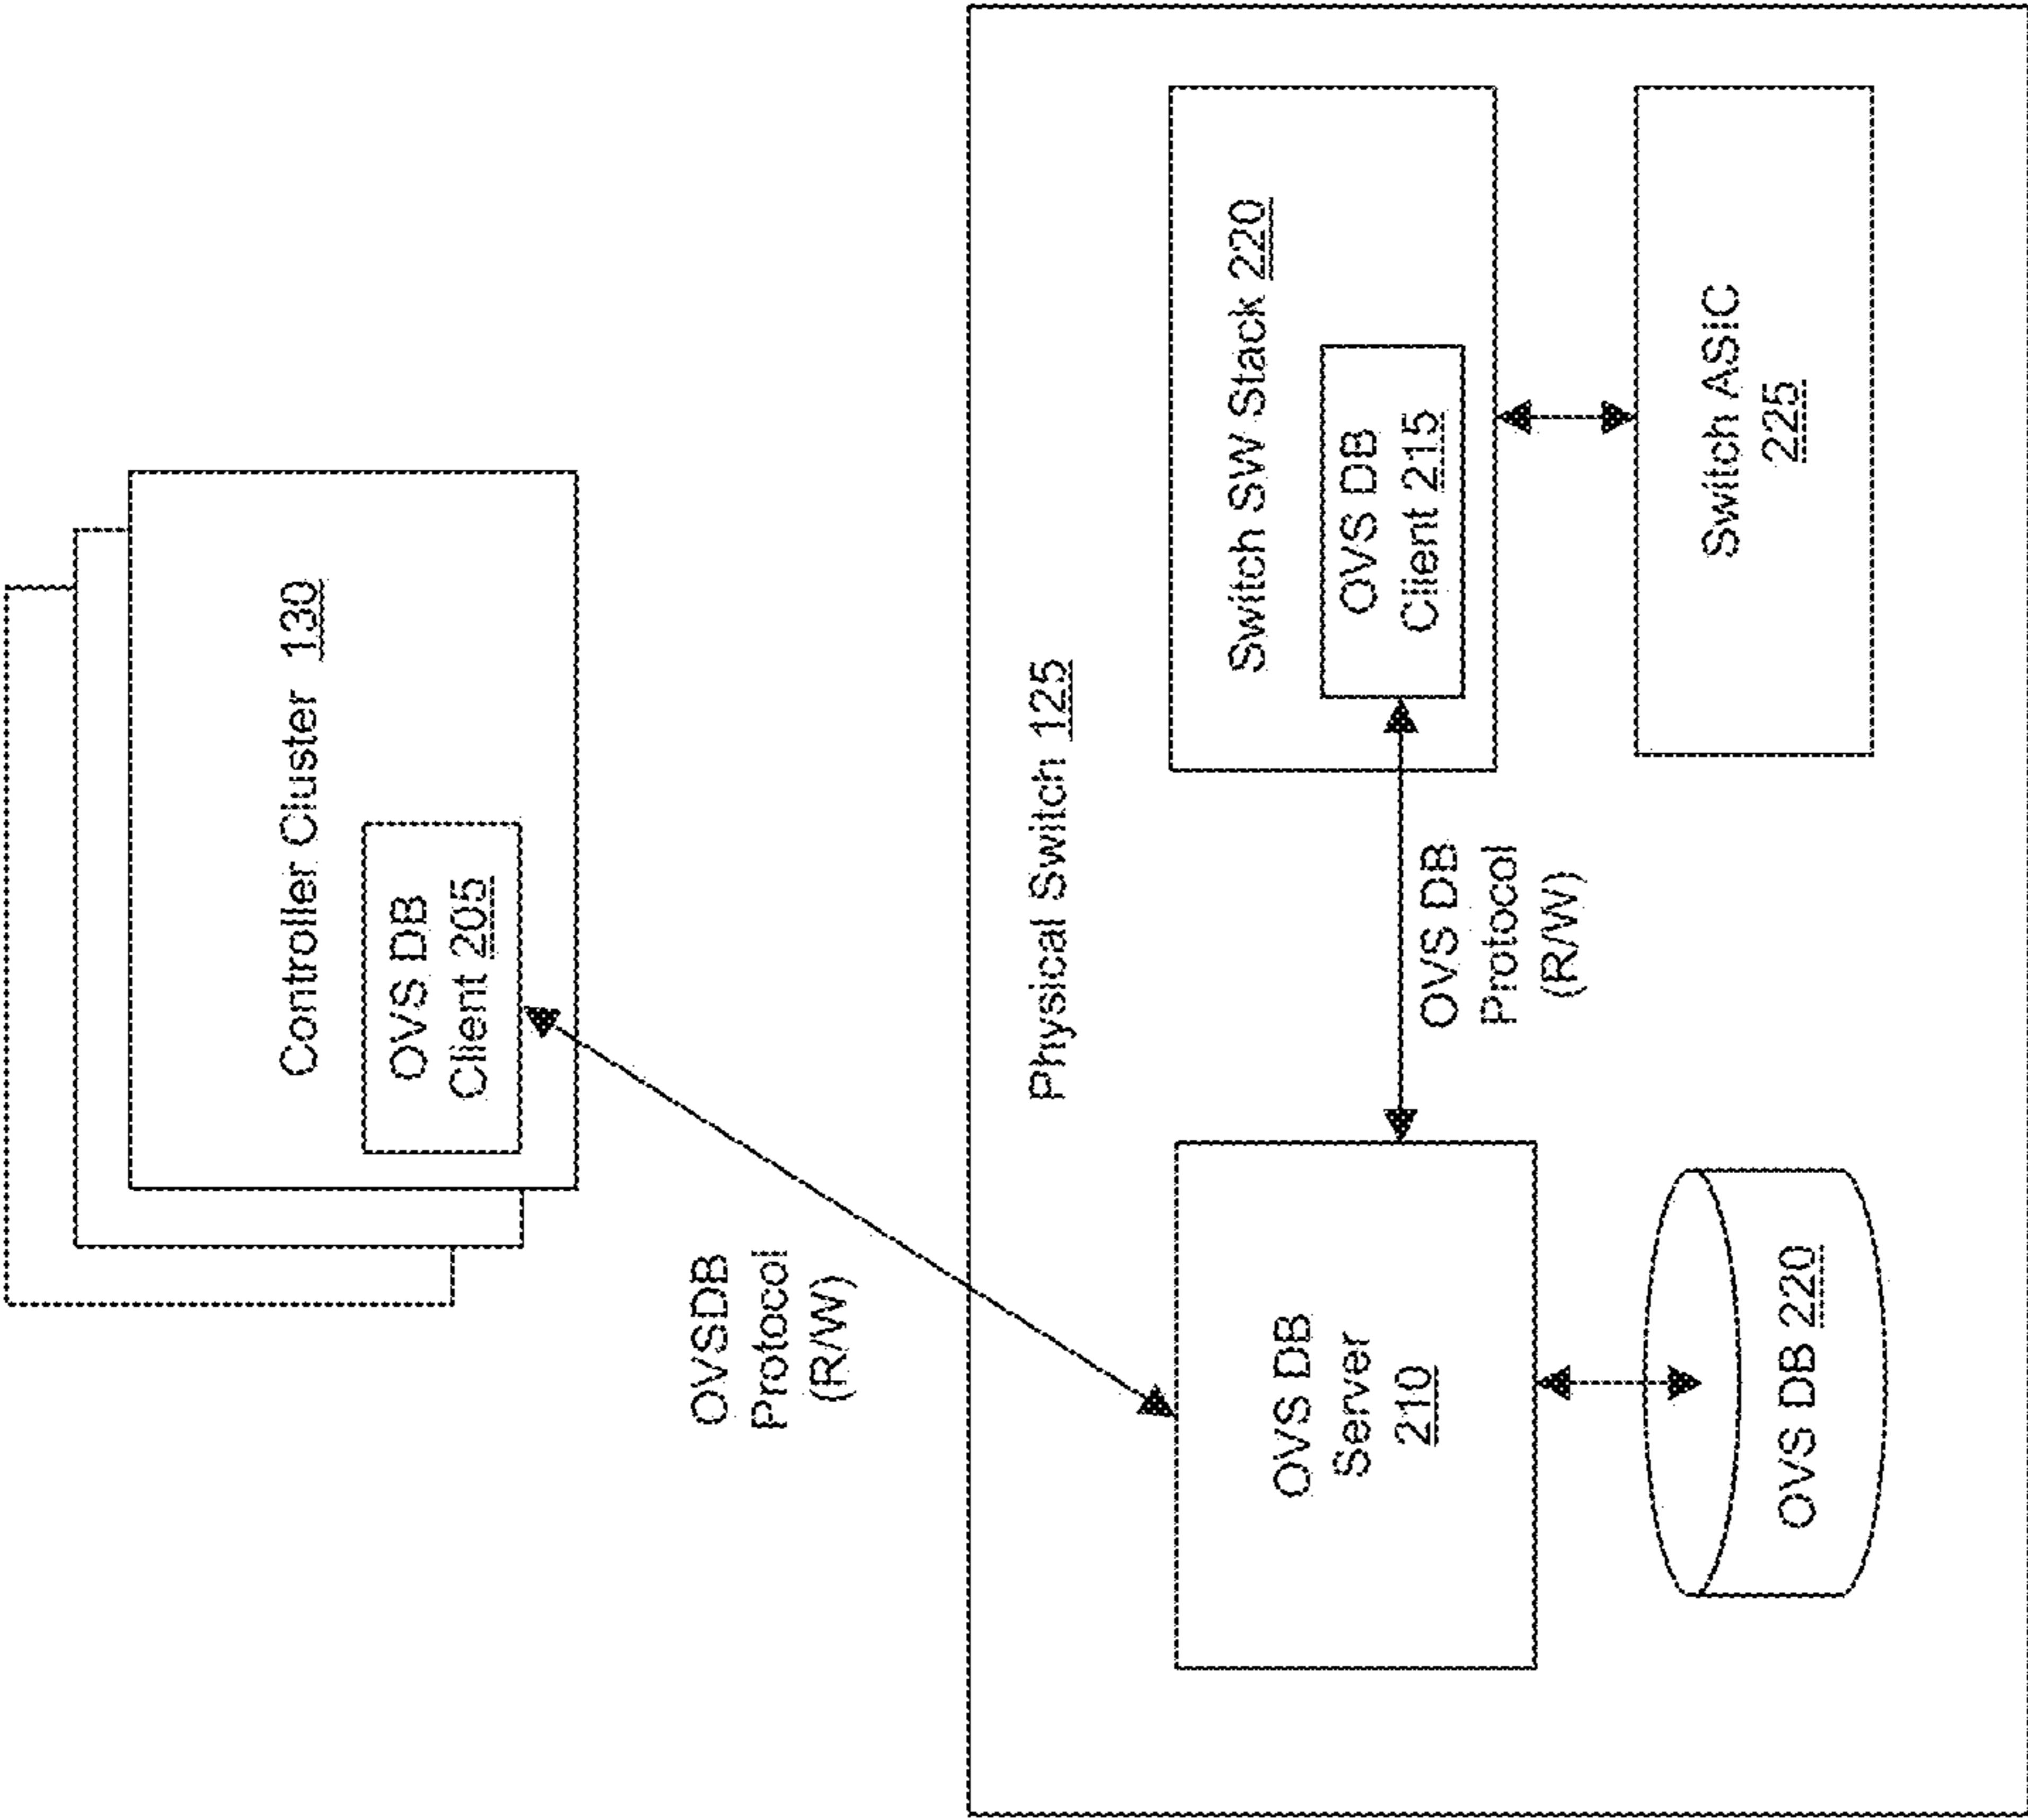 Controller Cluster 130
OVS DB
Client 205
OVSDB
Protocol
(R/W)
Physical Switch 125
OVS DB
Server
210
OVS DB 220
OVS DB
Protocol
(R/W)
Switch SW Stack 220
OVS DB
Client 215
Switch ASIC
225